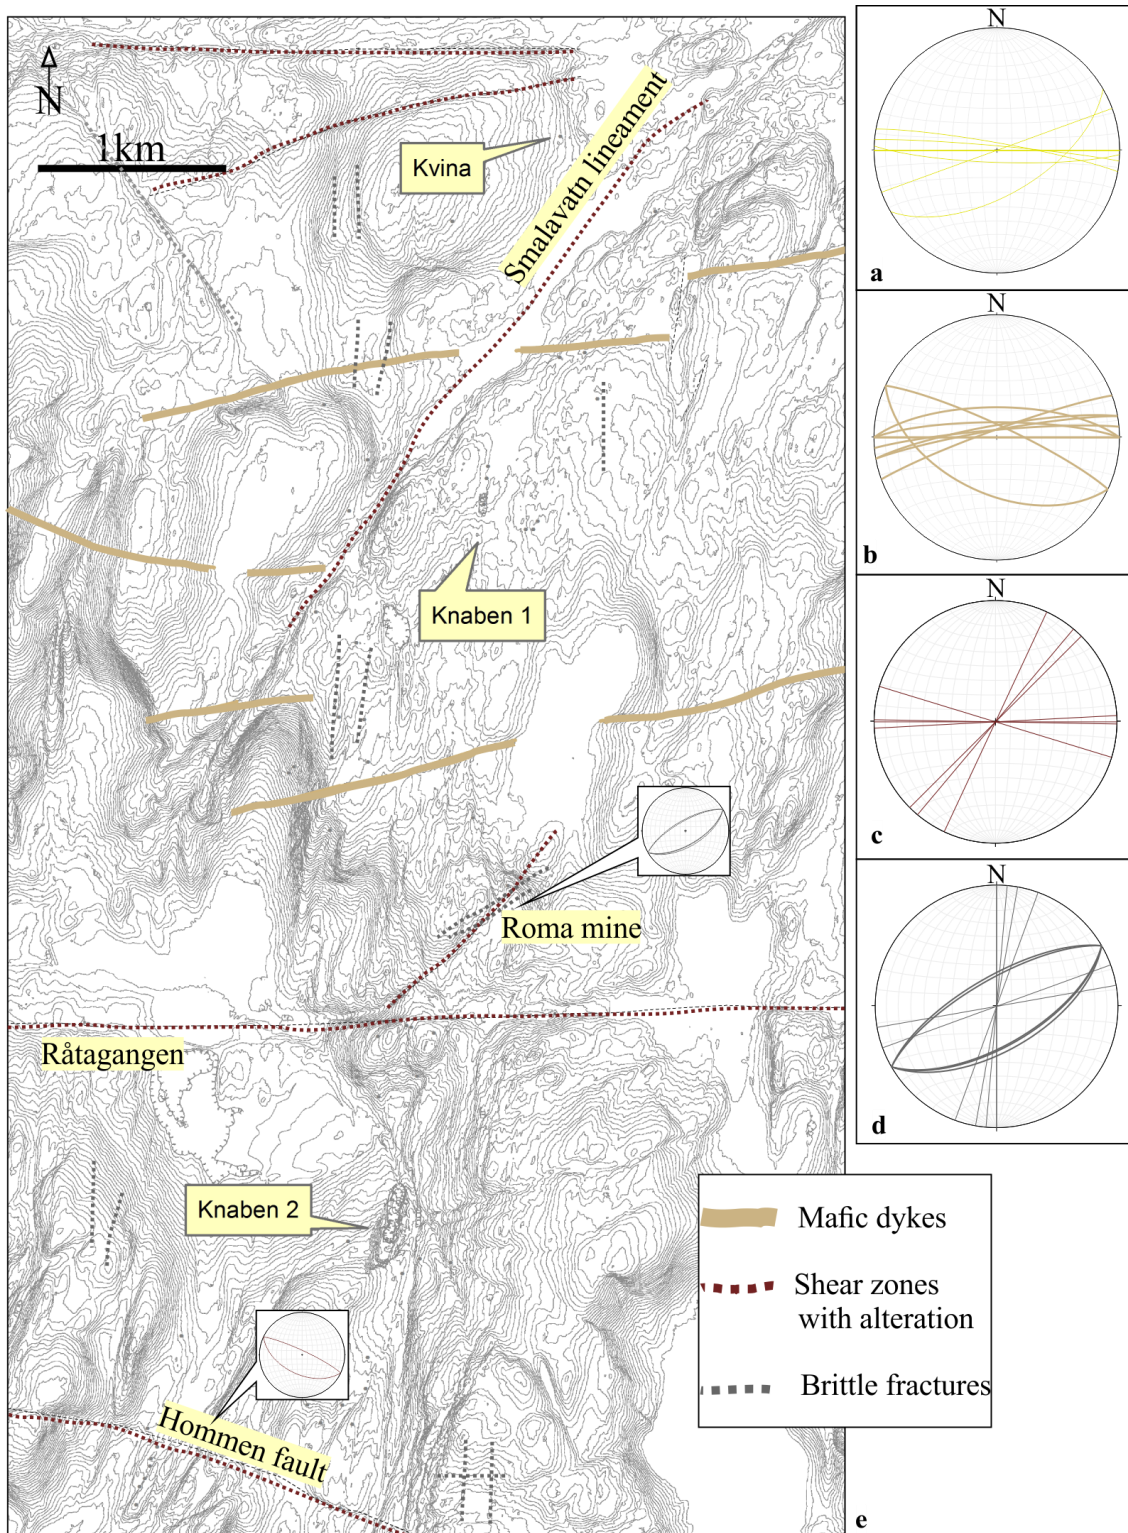 N
1km
Kvina
Smalavatn lineament
Knaben 1
Roma mine
Råtagangen
Knaben 2
Hommen fault
N
a
N
b
N
c
N
d
Mafic dykes
Shear zones
with alteration
Brittle fractures
e